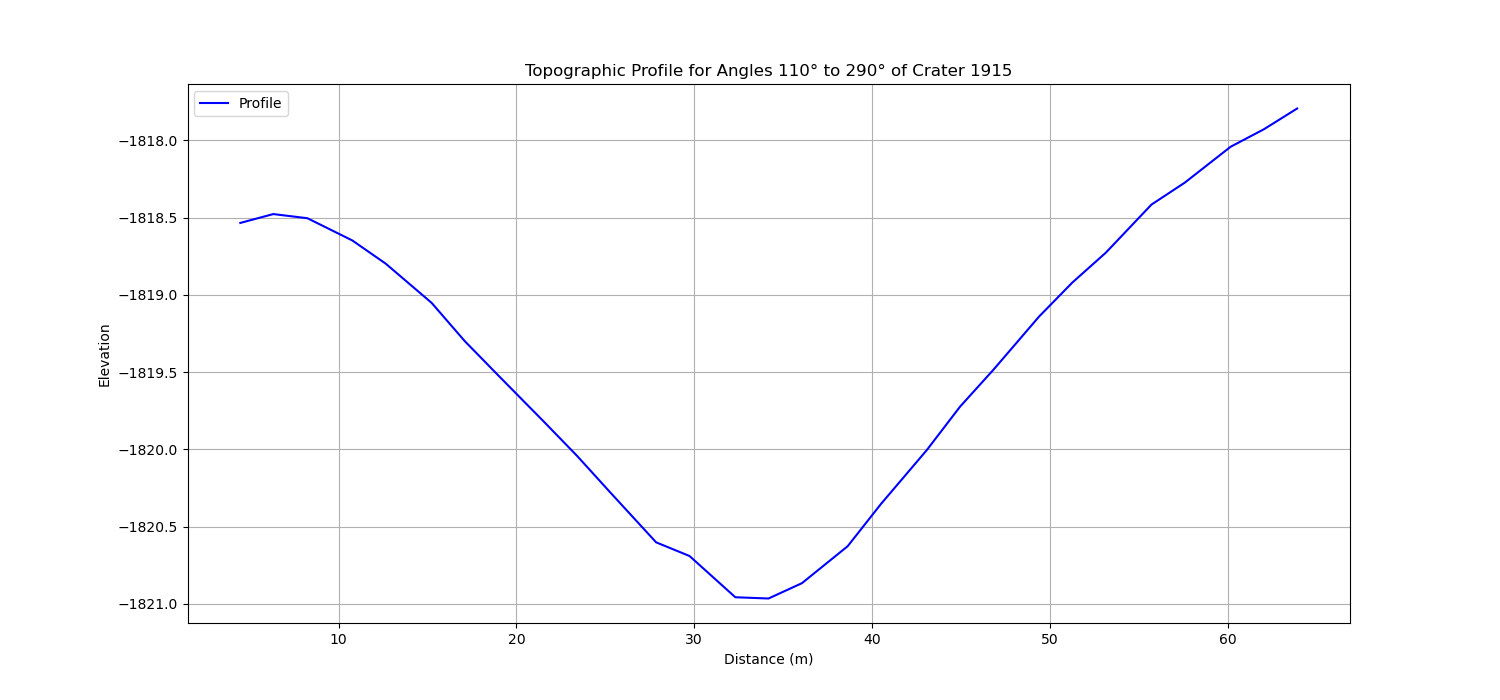 Topographic Profile for Angles 110° to 290° of Crater 1915
Profile
−1818.0
−1818.5
−1819.0
−1819.5
−1820.0
−1820.5
−1821.0
Elevation
10 20 30 40 50 60
Distance (m)